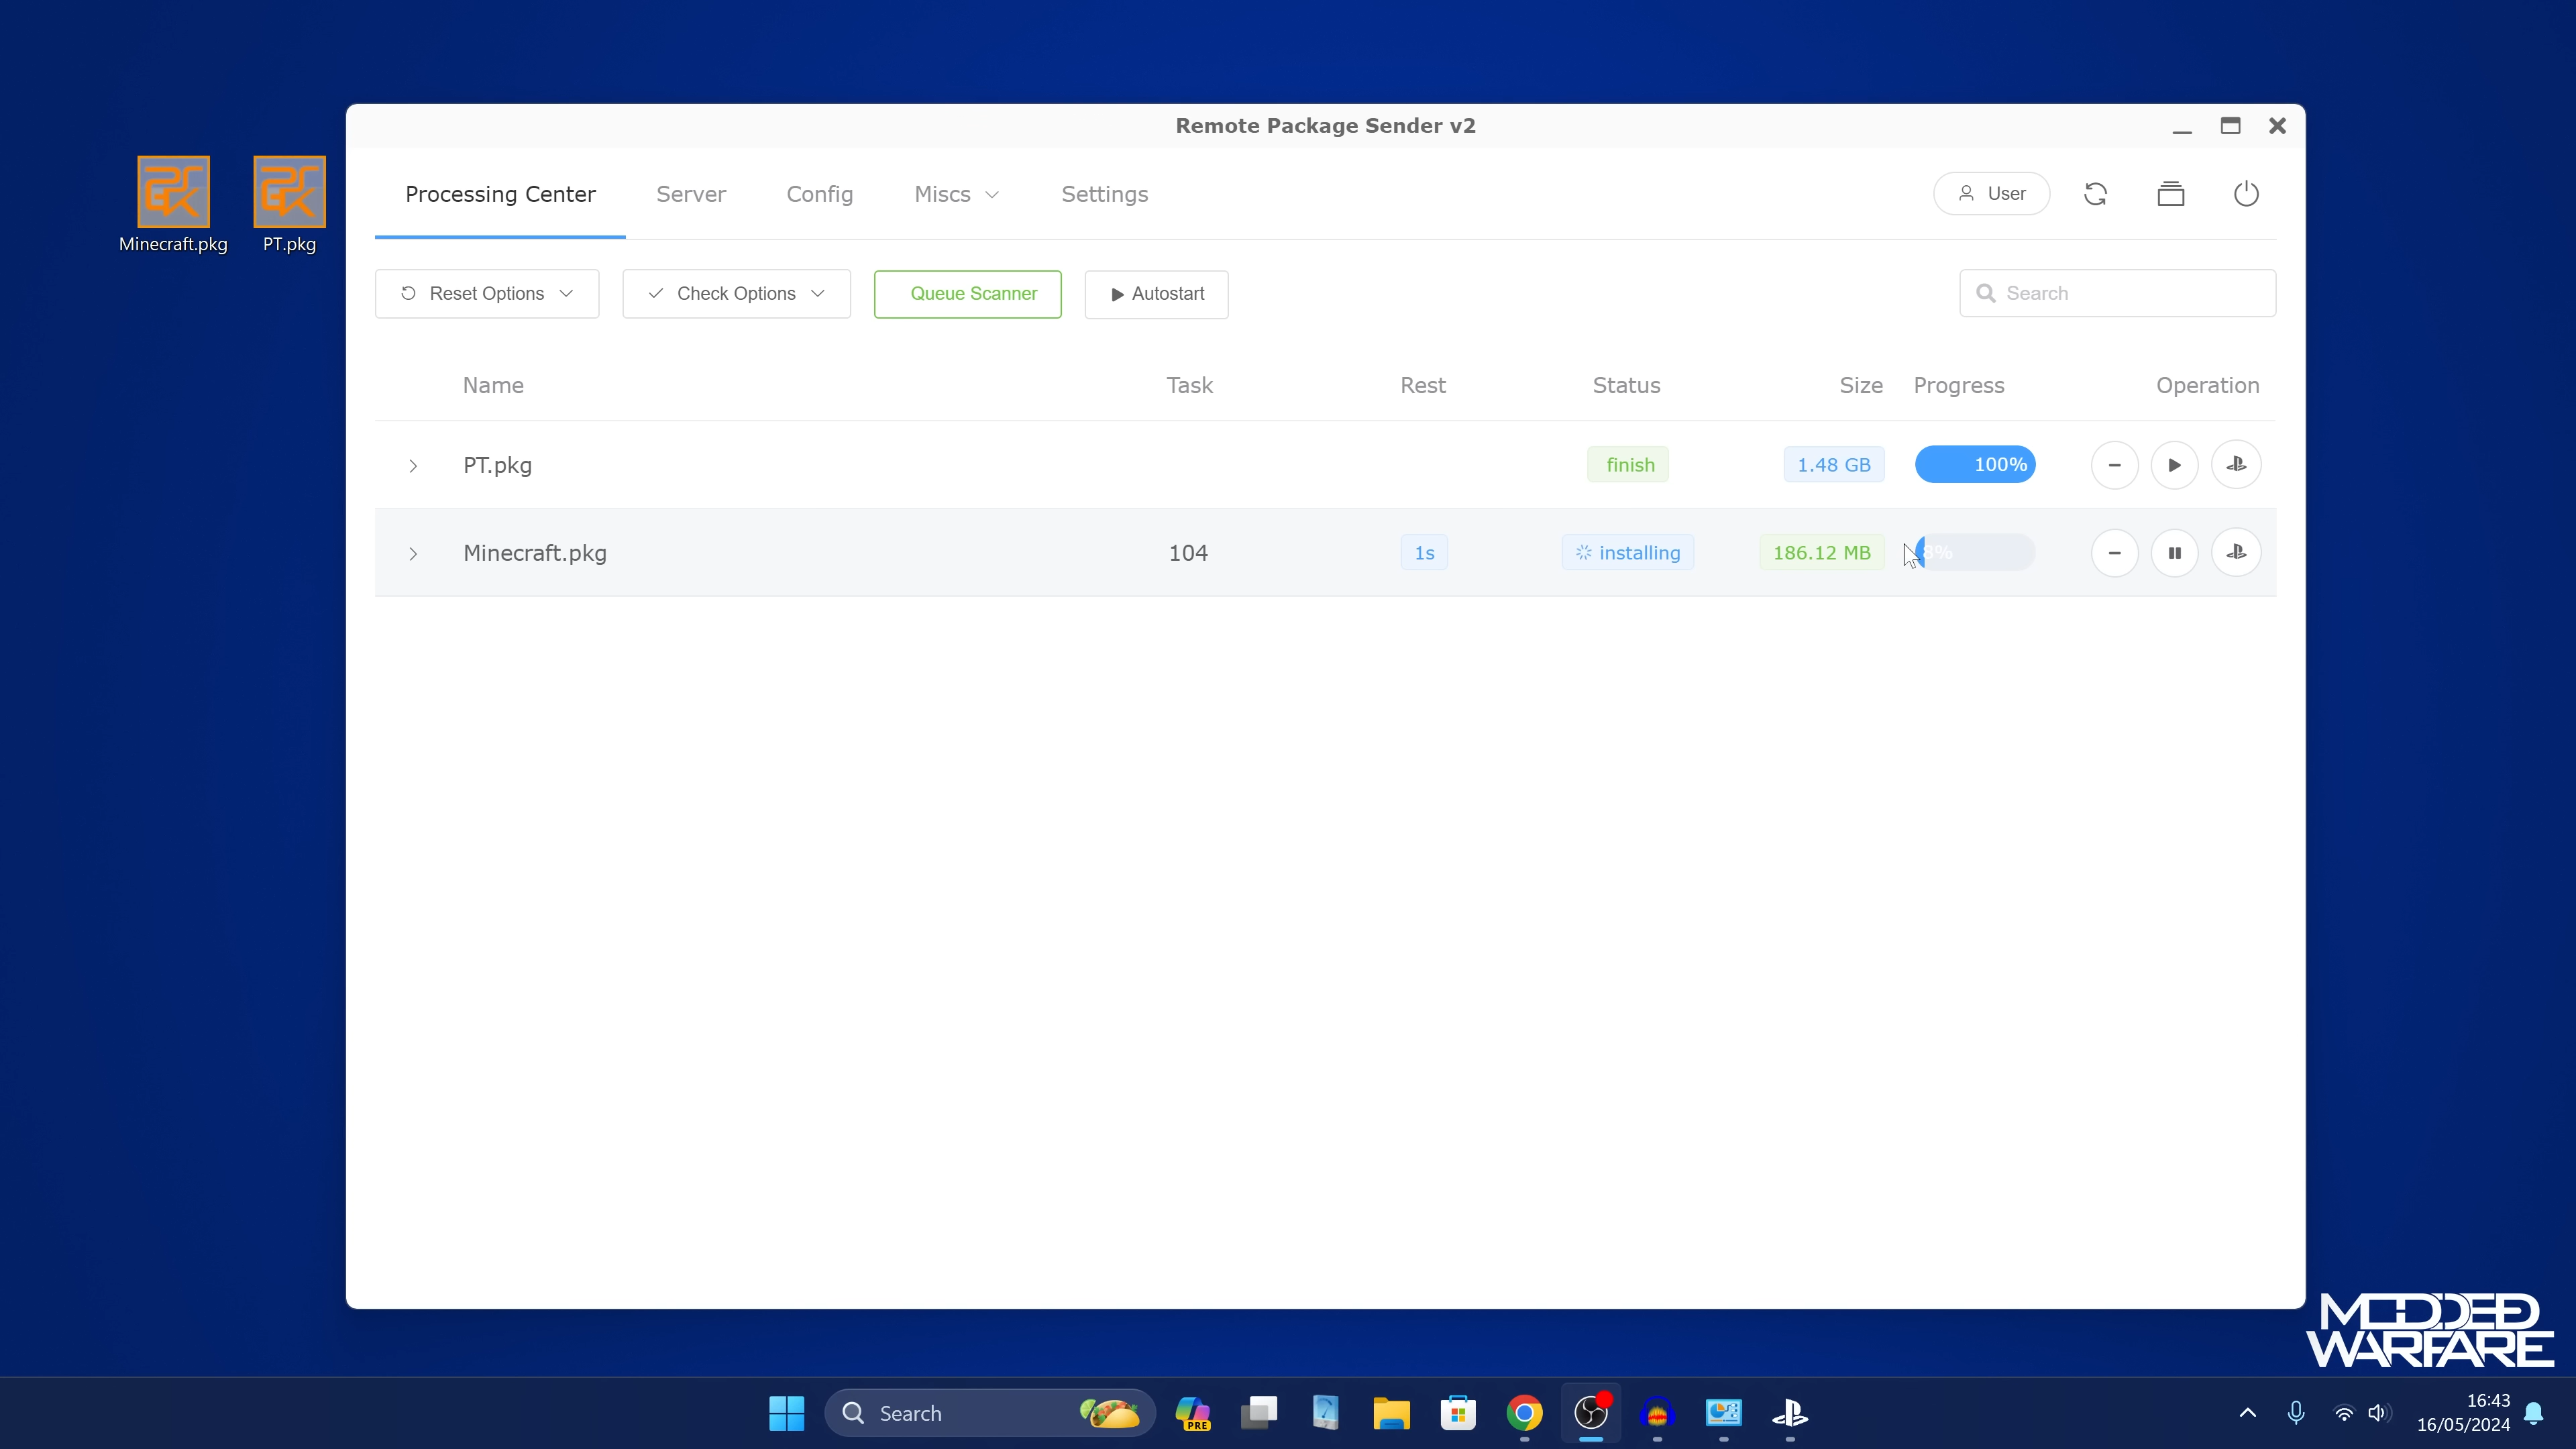 Remote Package Sender v2
Minecraft.pkg
PT.pkg
Processing Center
Server
Config
Miscs
Settings
User
Reset Options
Check Options
Queue Scanner
Autostart
Search
Name
Task
Rest
Status
Size
Progress
Operation
PT.pkg
finish
1.48 GB
100%
Minecraft.pkg
104
1s
installing
186.12 MB
8%
MODDED
WARFARE
Search
PRE
16:43
16/05/2024